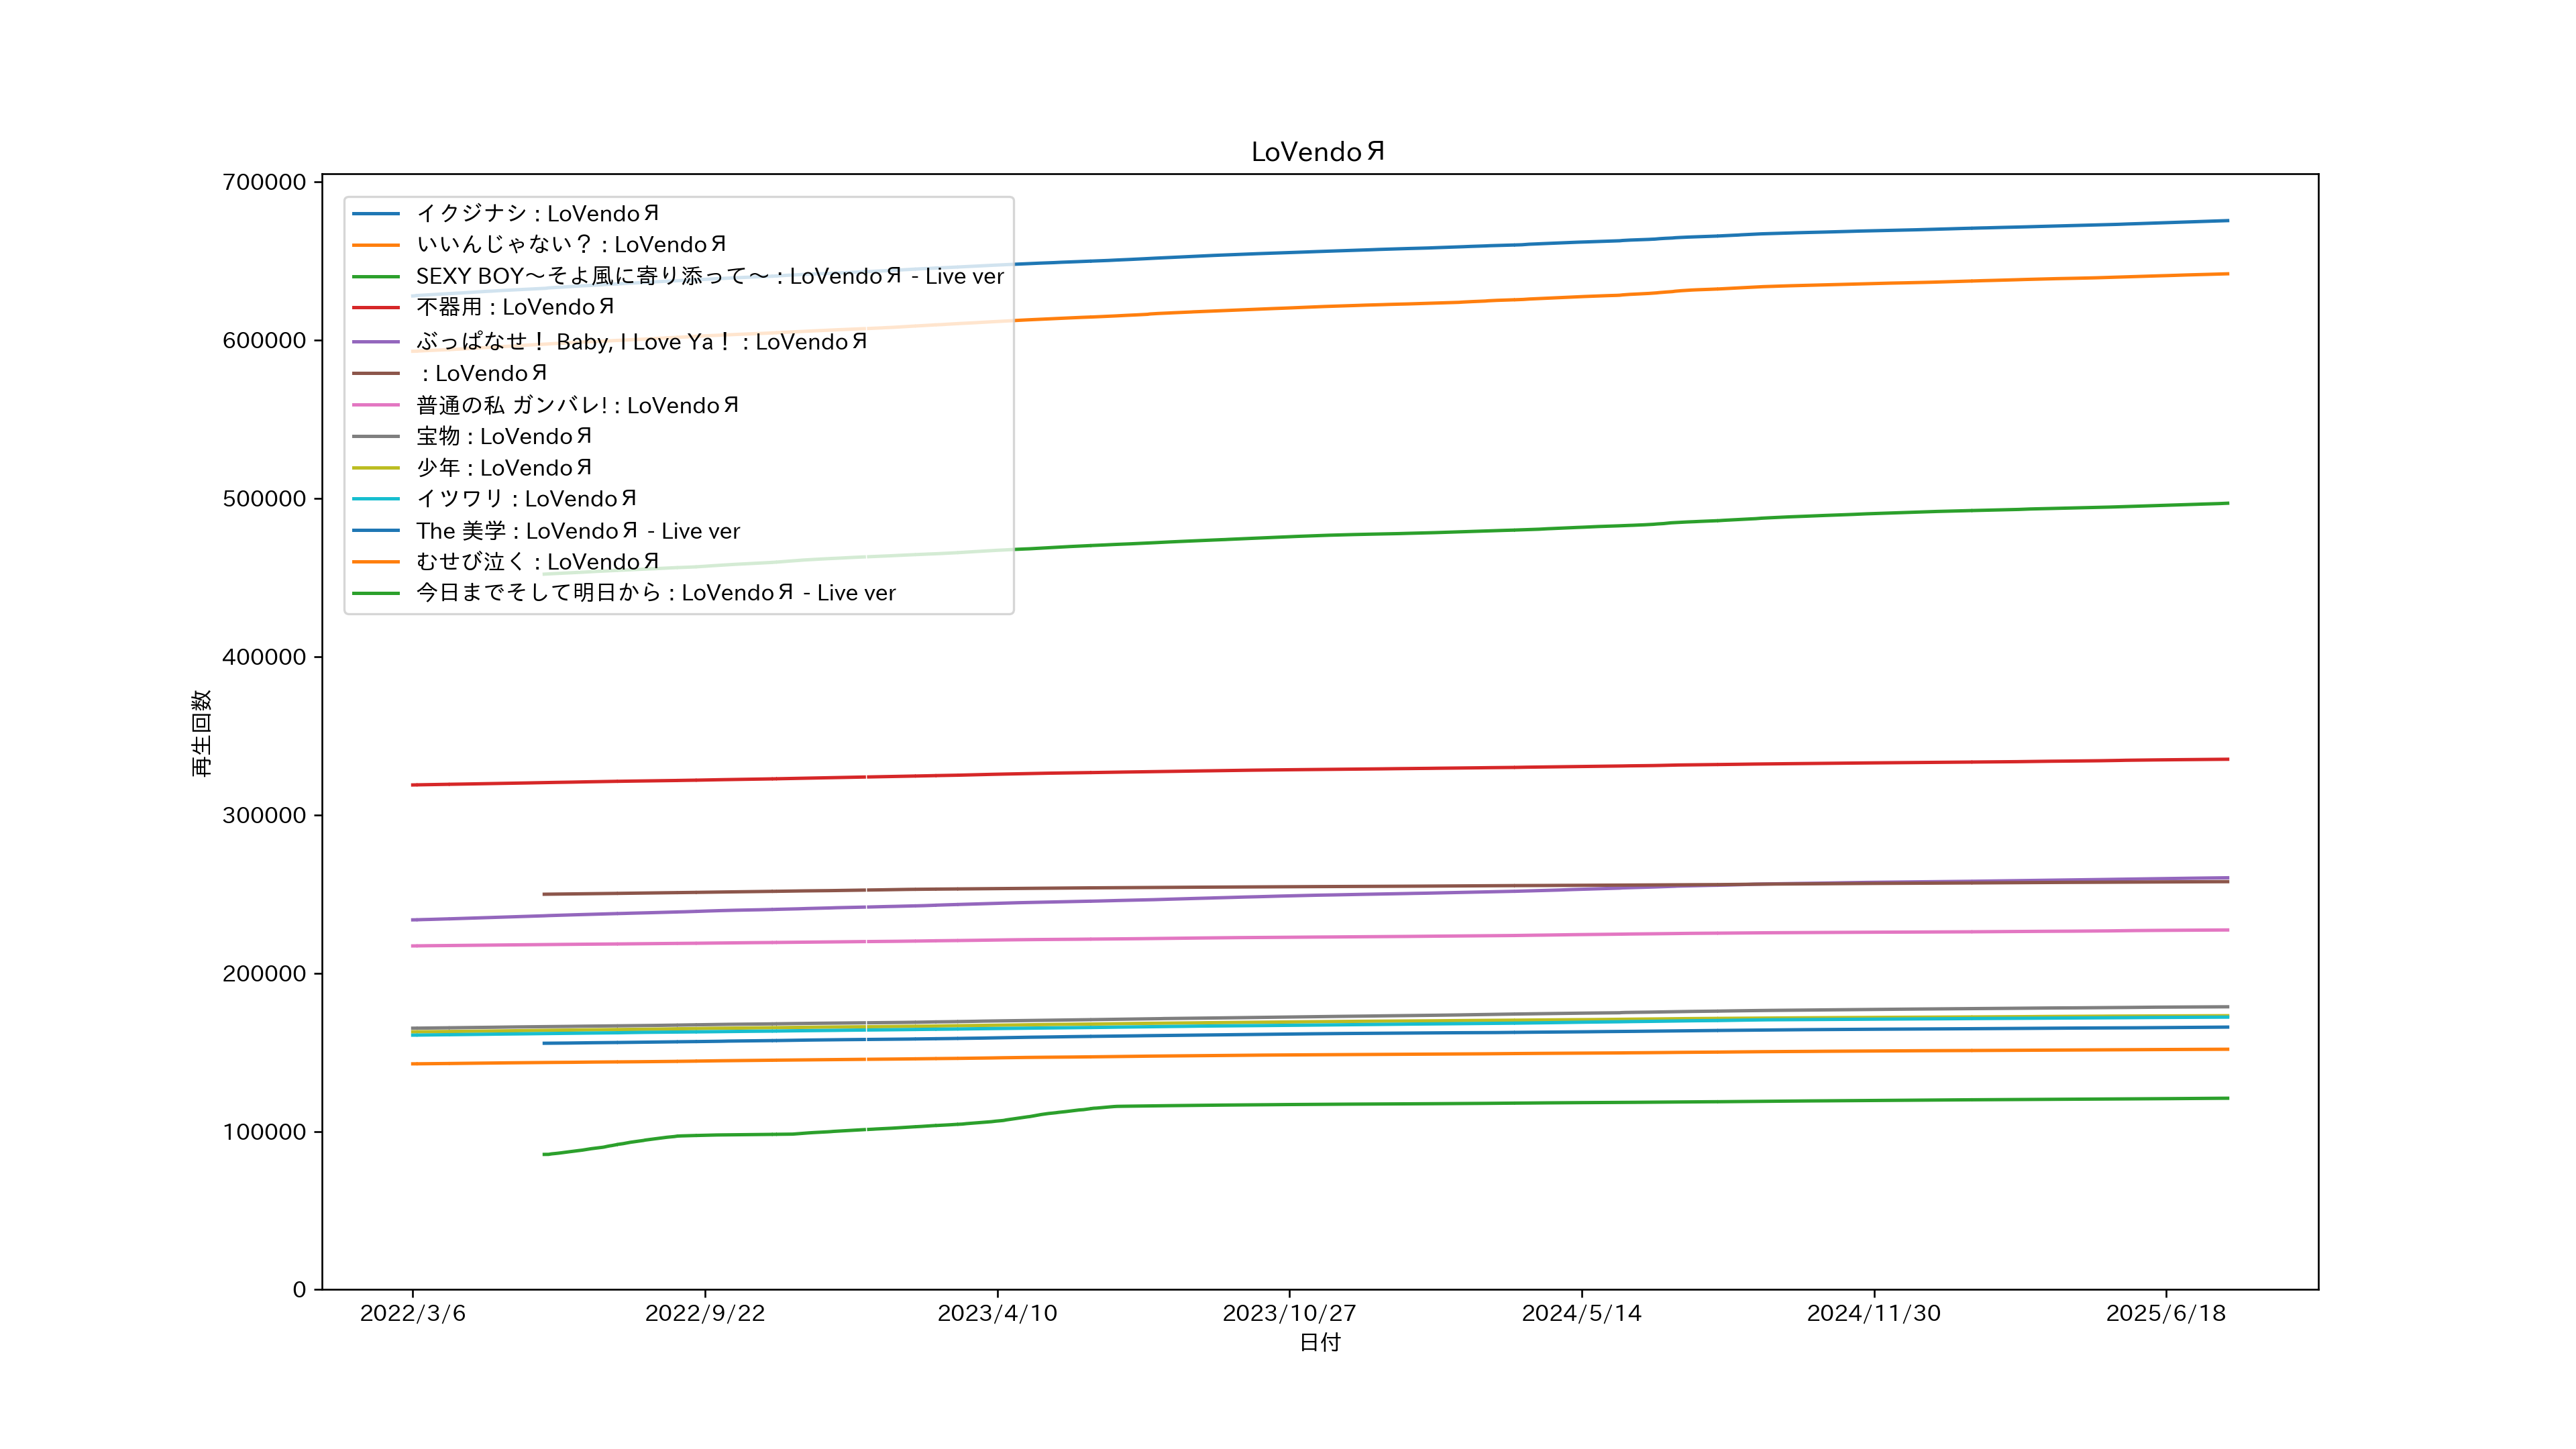 LoVendoЯ
700000
600000
500000
400000
300000
200000
100000
0
再生回数
イクジナシ : LoVendoЯ
いいんじゃない？ : LoVendoЯ
SEXY BOY～そよ風に寄り添って～ : LoVendoЯ - Live ver
不器用 : LoVendoЯ
ぶっぱなせ！ Baby, I Love Ya！ : LoVendoЯ
: LoVendoЯ
普通の私 ガンバレ! : LoVendoЯ
宝物 : LoVendoЯ
少年 : LoVendoЯ
イツワリ : LoVendoЯ
The 美学 : LoVendoЯ - Live ver
むせび泣く : LoVendoЯ
今日までそして明日から : LoVendoЯ - Live ver
2022/3/6 2022/9/22 2023/4/10 2023/10/27 2024/5/14 2024/11/30 2025/6/18
日付